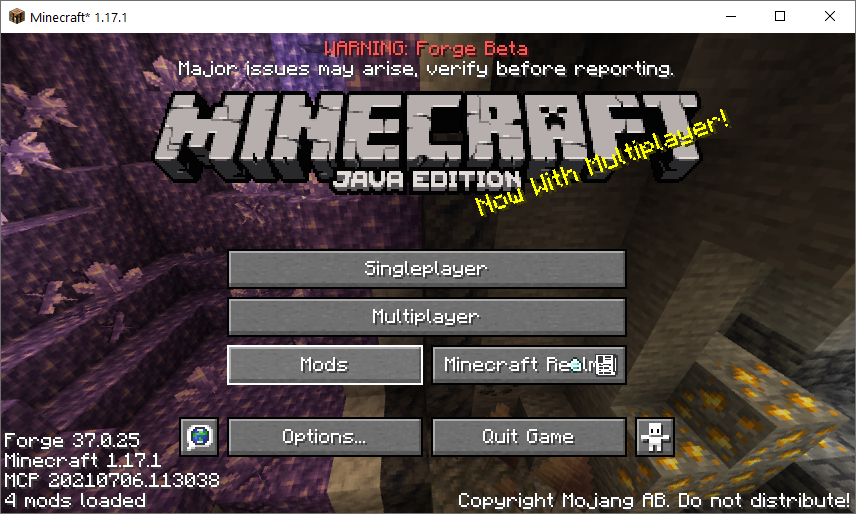 Minecraft* 1.17.1
WARNING: Forge Beta
Major issues may arise, verify before reporting.
MINECRAFT
JAVA EDITION
Now With Multiplayer!
Singleplayer
Multiplayer
Mods
Minecraft Realms
Options...
Quit Game
Forge 37.0.25
Minecraft 1.17.1
MCP 20210706.113038
4 mods loaded
Copyright Mojang AB. Do not distribute!